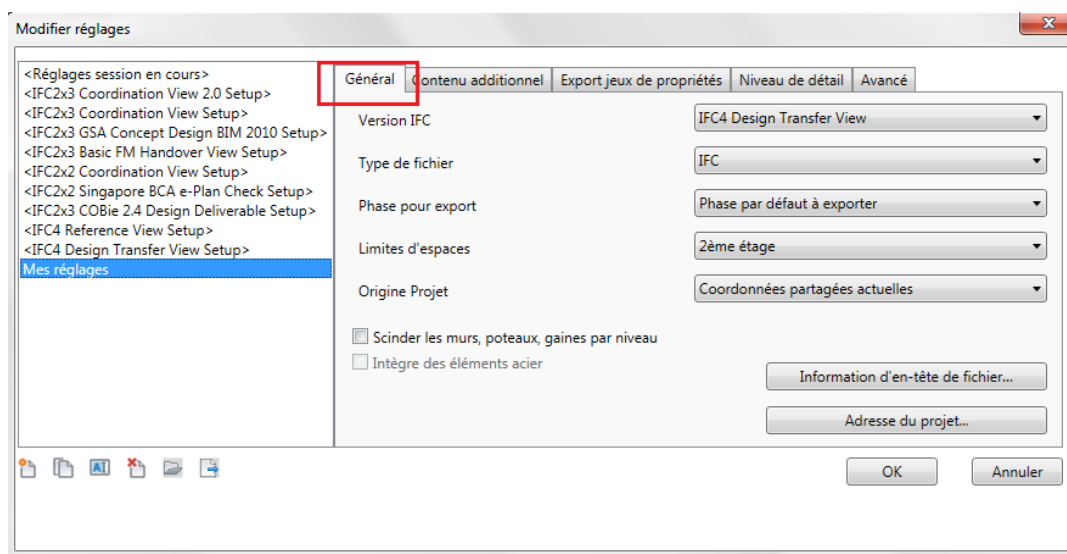 Modifier réglages
<Réglages session en cours>
<IFC2x3 Coordination View 2.0 Setup>
<IFC2x3 Coordination View Setup>
<IFC2x3 GSA Concept Design BIM 2010 Setup>
<IFC2x3 Basic FM Handover View Setup>
<IFC2x2 Coordination View Setup>
<IFC2x2 Singapore BCA e-Plan Check Setup>
<IFC2x3 COBie 2.4 Design Deliverable Setup>
<IFC4 Reference View Setup>
<IFC4 Design Transfer View Setup>
Mes réglages
Général Contenu additionnel Export jeux de propriétés Niveau de détail Avancé
Version IFC IFC4 Design Transfer View
Type de fichier IFC
Phase pour export Phase par défaut à exporter
Limites d'espaces 2ème étage
Origine Projet Coordonnées partagées actuelles
Scinder les murs, poteaux, gaines par niveau
Intègre des éléments acier
Information d'en-tête de fichier...
Adresse du projet...
OK Annuler